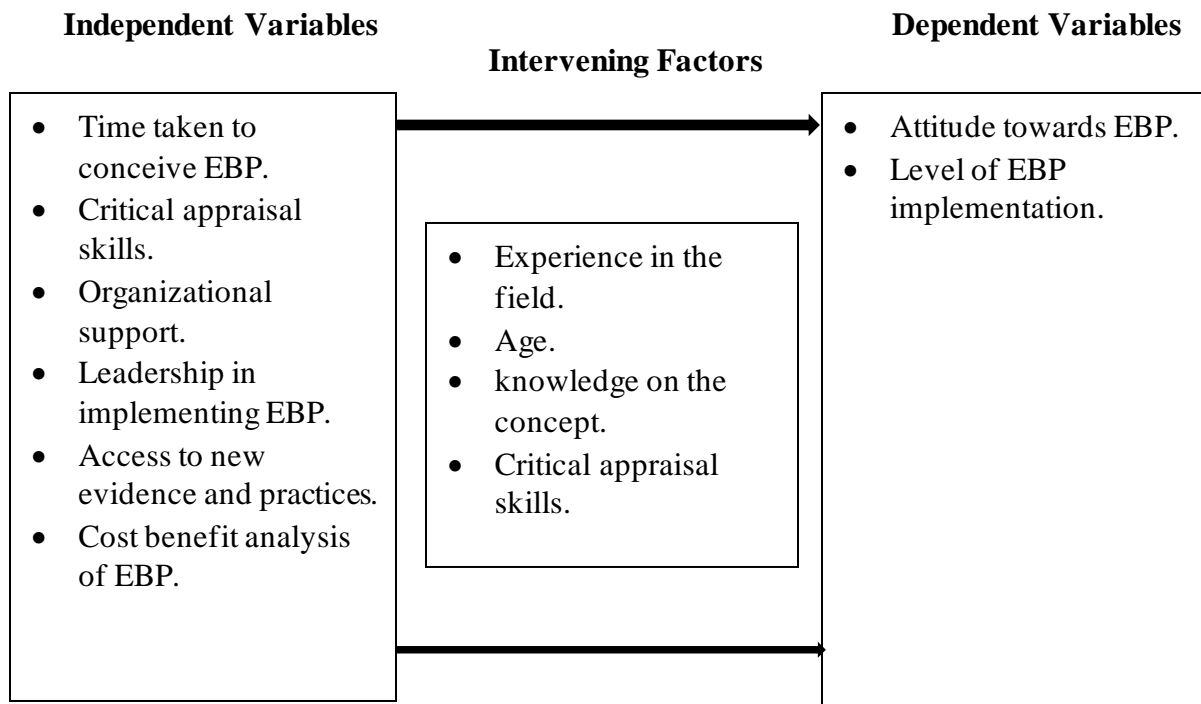 Independent Variables
Intervening Factors
Dependent Variables
• Time taken to
conceive EBP.
• Critical appraisal
skills.
• Organizational
support.
• Leadership in
implementing EBP.
• Access to new
evidence and practices.
• Cost benefit analysis
of EBP.
• Experience in the
field.
• Age.
• knowledge on the
concept.
• Critical appraisal
skills.
• Attitude towards EBP.
• Level of EBP
implementation.